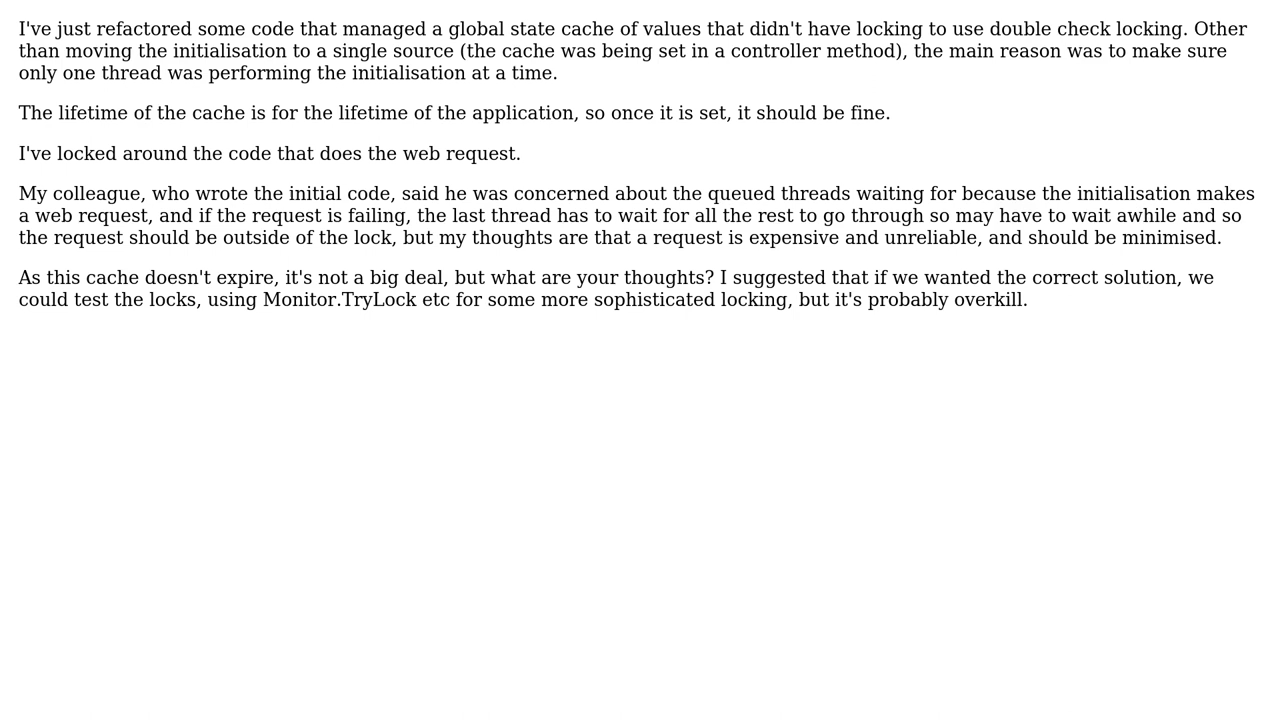 I've just refactored some code that managed a global state cache of values that didn't have locking to use double check locking. Other
than moving the initialisation to a single source (the cache was being set in a controller method), the main reason was to make sure
only one thread was performing the initialisation at a time.
The lifetime of the cache is for the lifetime of the application, so once it is set, it should be fine.
I've locked around the code that does the web request.
My colleague, who wrote the initial code, said he was concerned about the queued threads waiting for because the initialisation makes
a web request, and if the request is failing, the last thread has to wait for all the rest to go through so may have to wait awhile and so
the request should be outside of the lock, but my thoughts are that a request is expensive and unreliable, and should be minimised.
As this cache doesn't expire, it's not a big deal, but what are your thoughts? I suggested that if we wanted the correct solution, we
could test the locks, using Monitor.TryLock etc for some more sophisticated locking, but it's probably overkill.